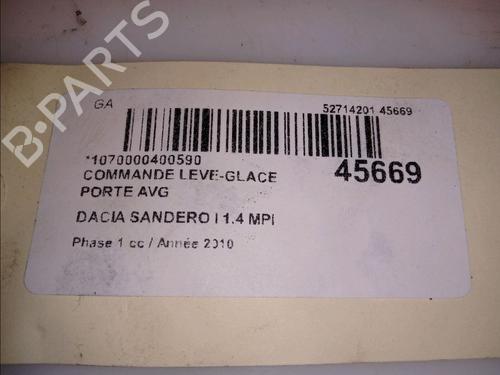 GA
52714201 45669
*1070000400590
COMMANDE LEVE-GLACE
PORTE AVG
45669
DACIA SANDERO I 1.4 MPI
Phase 1 cc / Année 2010
B-PARTS